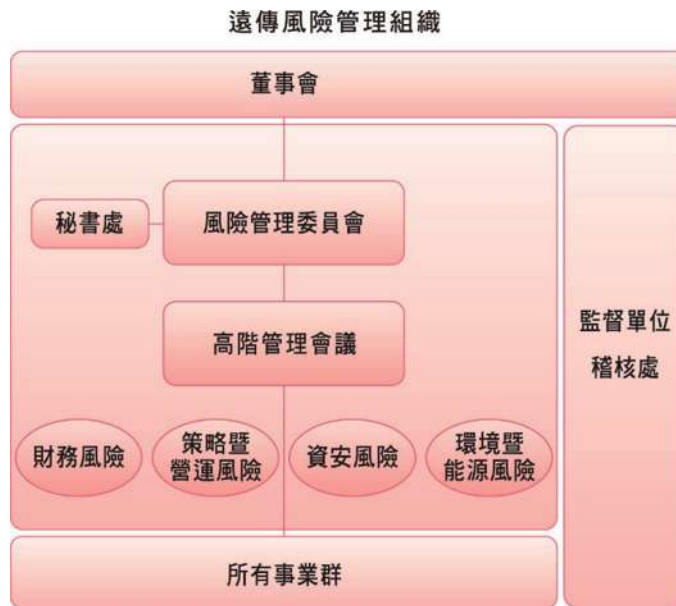 遠傳風險管理組織
董事會
秘書處
風險管理委員會
高階管理會議
監督單位
稽核處
財務風險
策略暨
營運風險
資安風險
環境暨
能源風險
所有事業群